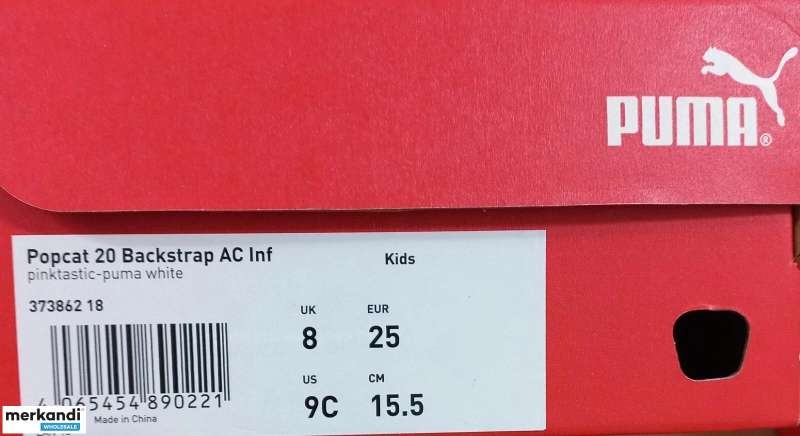 PUMA®
Popcat 20 Backstrap AC Inf
pinktastic-puma white
Kids
373862 18
UK
8
EUR
25
US
9C
CM
15.5
4 065454 890221
Made in China
merkandi
WHOLESALE